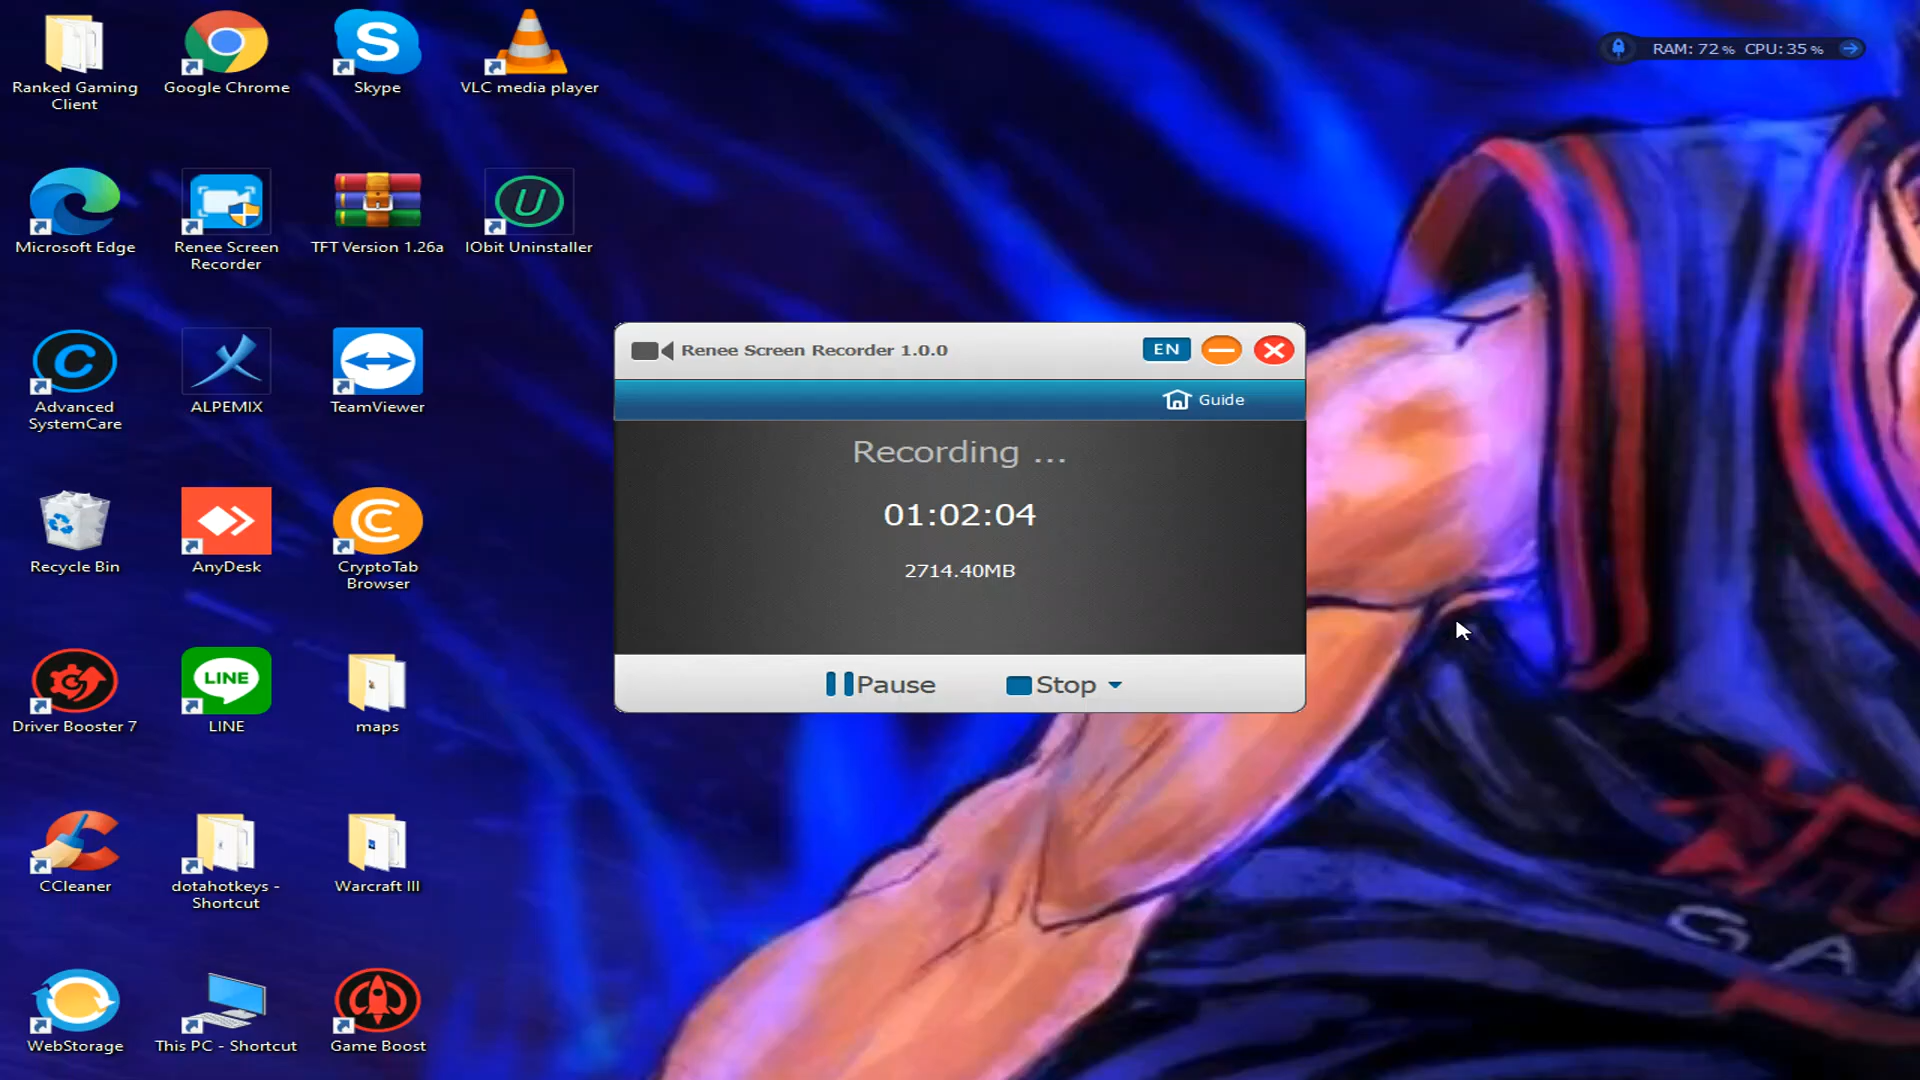 RAM: 72 % CPU: 35 %
Ranked Gaming
Client
Google Chrome
Skype
VLC media player
Microsoft Edge
Renee Screen
Recorder
TFT Version 1.26a
IObit Uninstaller
Renee Screen Recorder 1.0.0
EN
Guide
Recording ...
01:02:04
2714.40MB
Pause
Stop
Advanced
SystemCare
ALPEMIX
TeamViewer
Recycle Bin
AnyDesk
CryptoTab
Browser
Driver Booster 7
LINE
LINE
maps
CCleaner
dotahotkeys -
Shortcut
Warcraft III
WebStorage
This PC - Shortcut
Game Boost
GA